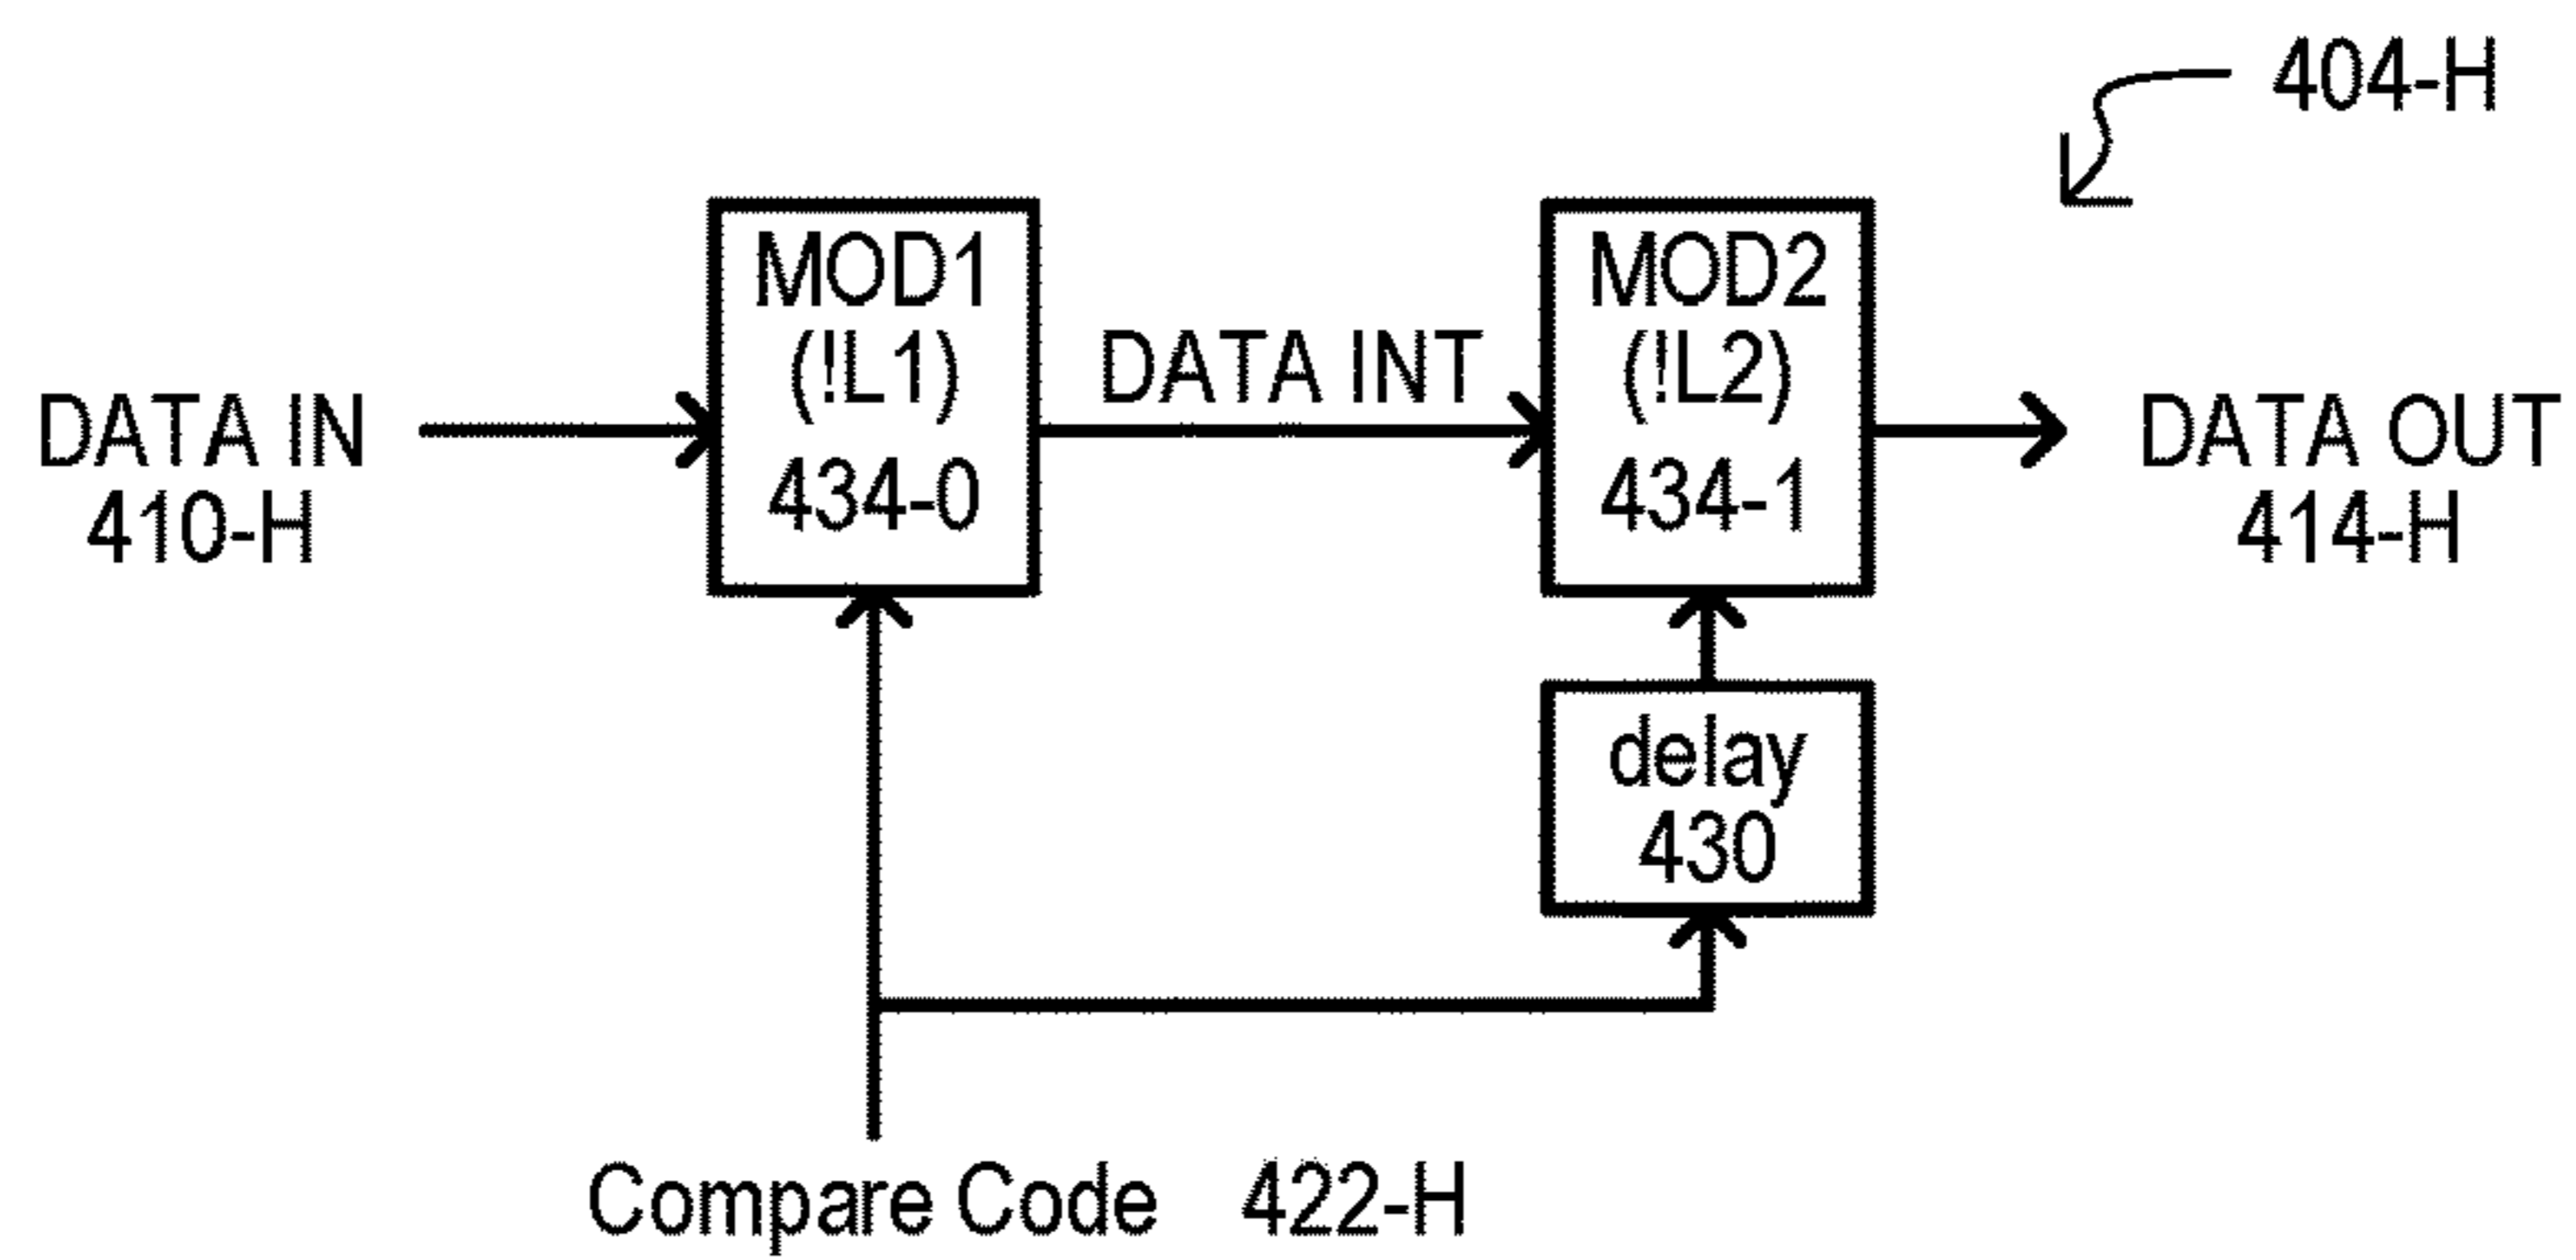 404-H
MOD1
(!L1)
434-0
MOD2
(!L2)
434-1
DATA INT
DATA IN
410-H
DATA OUT
414-H
delay
430
Compare Code 422-H